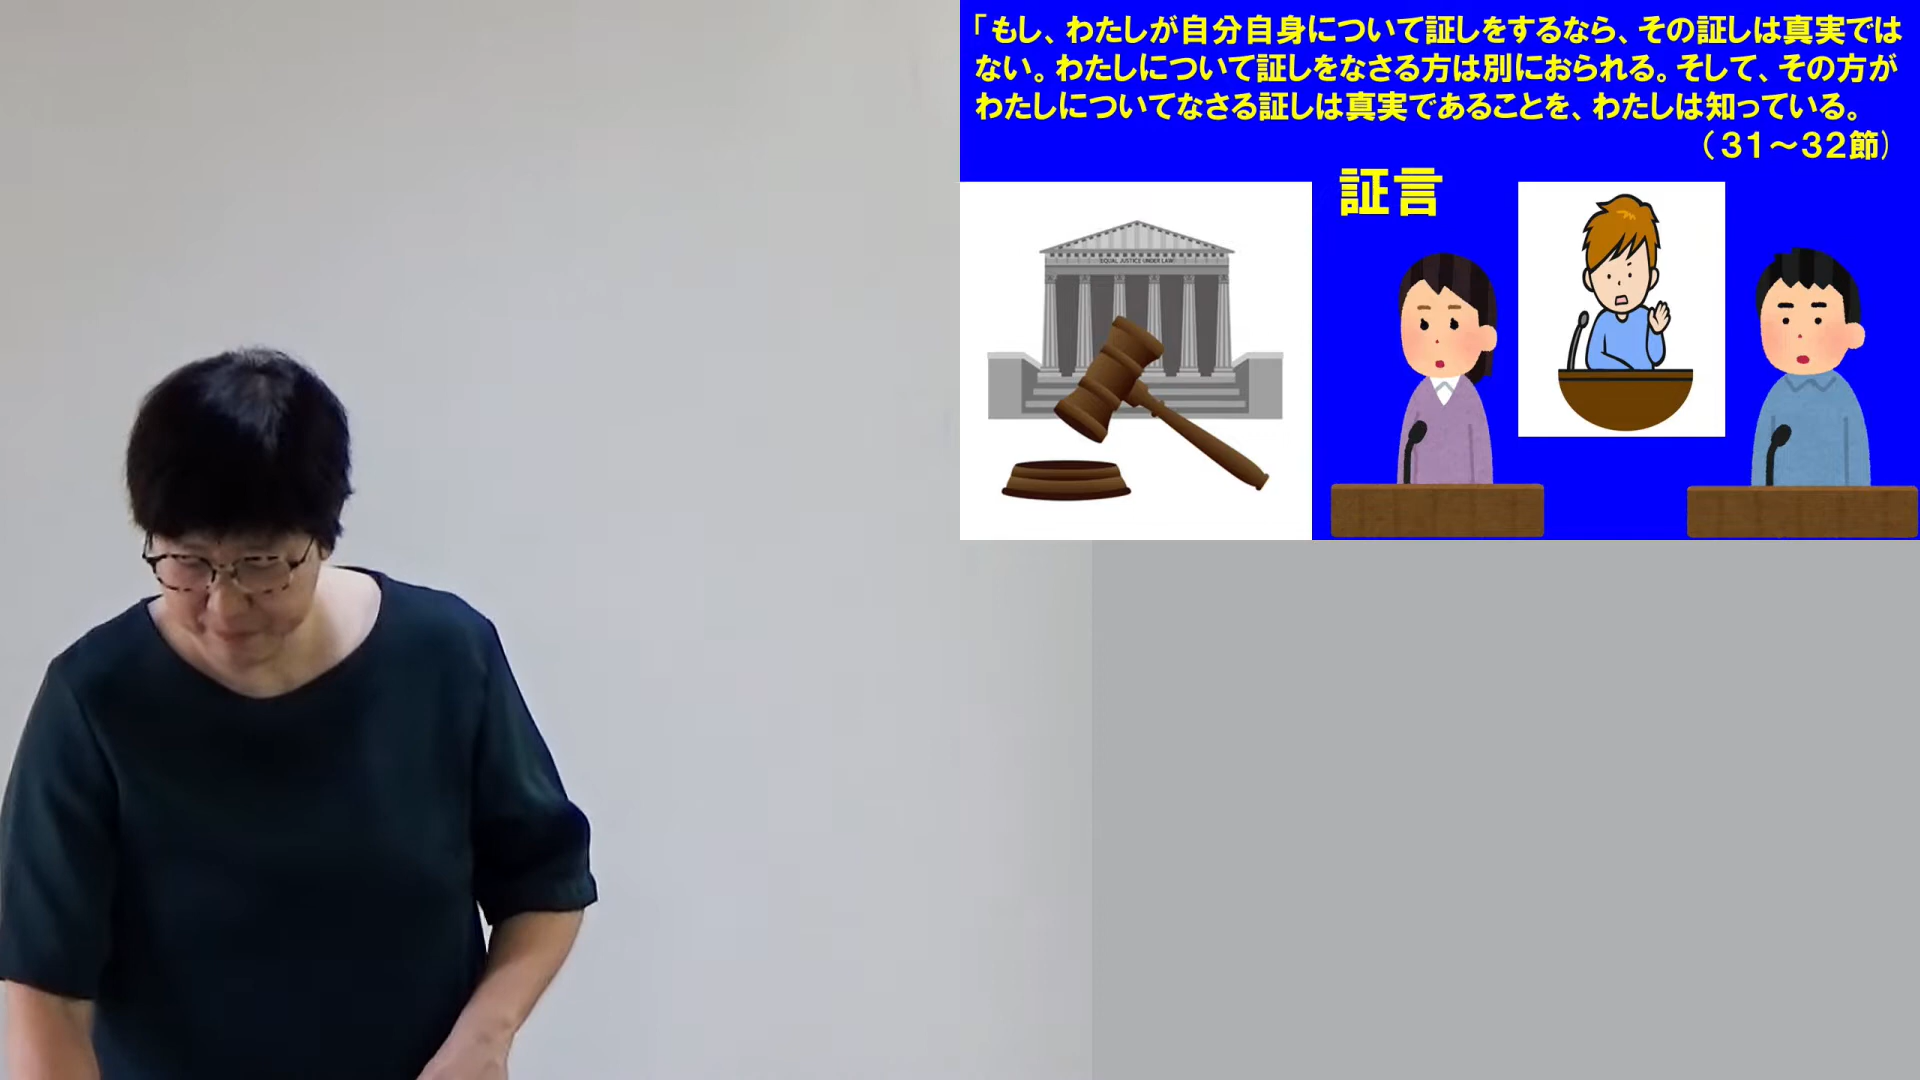 「もし、わたしが自分自身について証しをするなら、その証しは真実では
ない。わたしについて証しをなさる方は別におられる。そして、その方が
わたしについてなさる証しは真実であることを、わたしは知っている。
（３１～３２節）
証言
EQUAL JUSTICE UNDER LAW